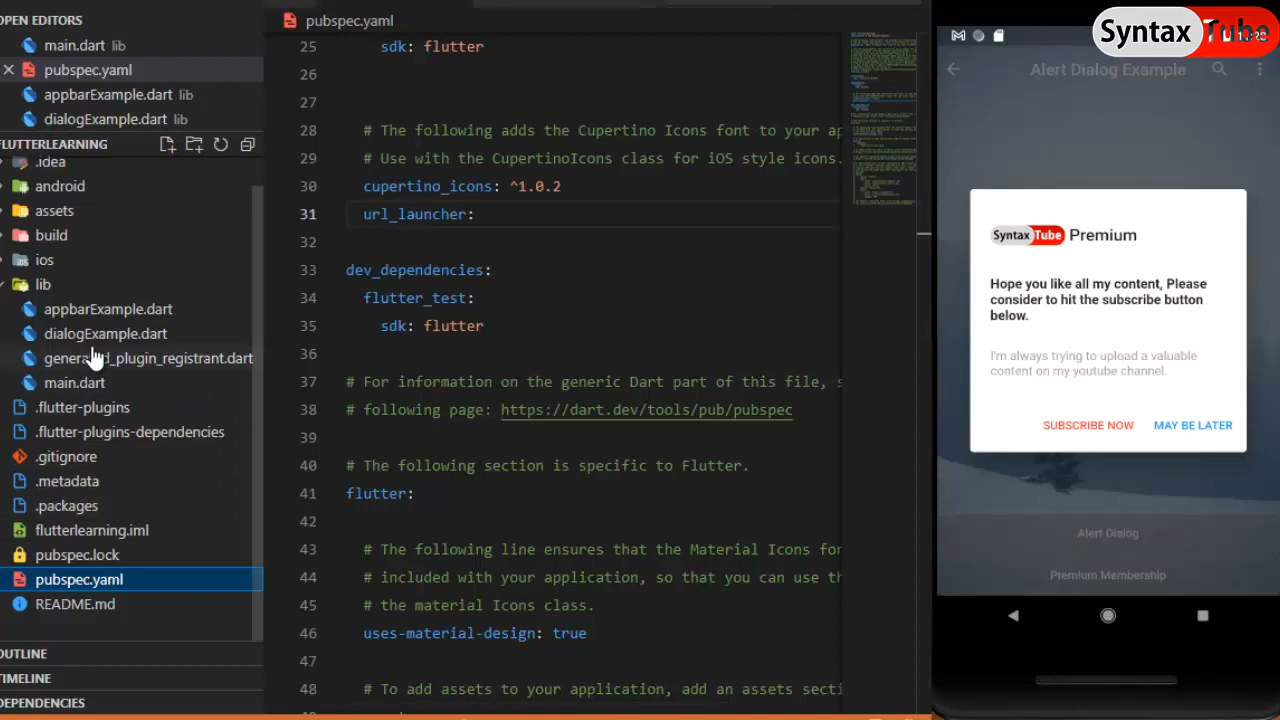 OPEN EDITORS
main.dart lib
pubspec.yaml
appbarExample.dart lib
dialogExample.dart lib
FLUTTERLEARNING
.idea
android
assets
build
ios
lib
appbarExample.dart
dialogExample.dart
_plugin_registrant.dart
main.dart
.flutter-plugins
.flutter-plugins-dependencies
.gitignore
.metadata
.packages
flutterlearning.iml
pubspec.lock
pubspec.yaml
README.md
OUTLINE
TIMELINE
DEPENDENCIES
pubspec.yaml
25 sdk: flutter
26
27
28 # The following adds the Cupertino Icons font to your ap
29 # Use with the CupertinoIcons class for iOS style icons.
30 cupertino_icons: ^1.0.2
31 url_launcher:
32
33 dev_dependencies:
34 flutter_test:
35 sdk: flutter
36
37 # For information on the generic Dart part of this file, s
38 # following page: https://dart.dev/tools/pub/pubspec
39
40 # The following section is specific to Flutter.
41 flutter:
42
43 # The following line ensures that the Material Icons fon
44 # included with your application, so that you can use th
45 # the material Icons class.
46 uses-material-design: true
47
48 # To add assets to your application, add an assets secti
Syntax Tube
Alert Dialog Example
Syntax Tube Premium
Hope you like all my content, Please
consider to hit the subscribe button
below.
I'm always trying to upload a valuable
content on my youtube channel.
SUBSCRIBE NOW MAY BE LATER
Alert Dialog
Premium Membership